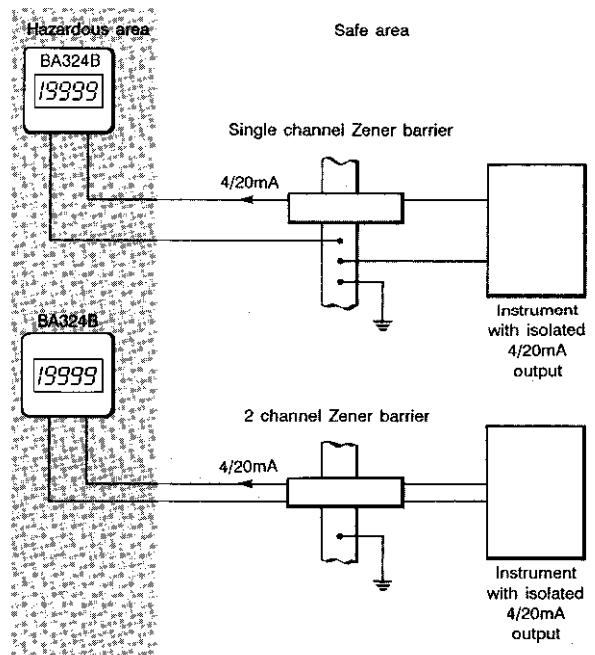 Hazardous area
Safe area
BA324B
19999
Single channel Zener barrier
4/20mA
Instrument
with isolated
4/20mA
output
BA324B
19999
2 channel Zener barrier
4/20mA
Instrument
with isolated
4/20mA
output